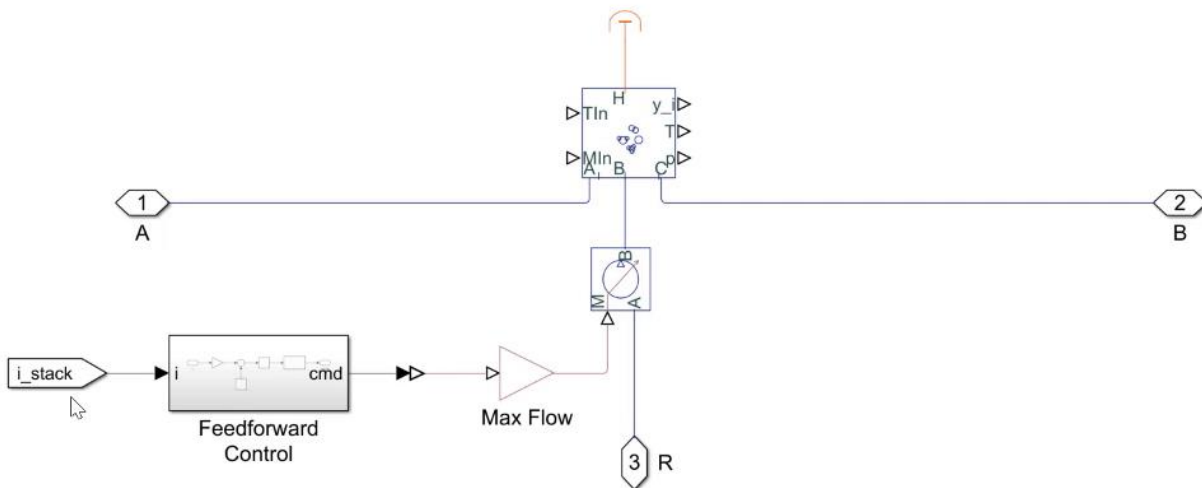 H
TIn
y_i
T
MIn
p
A
B
C
1
2
A
B
B
M
A
i_stack
i
cmd
Feedforward
Control
Max Flow
3
R